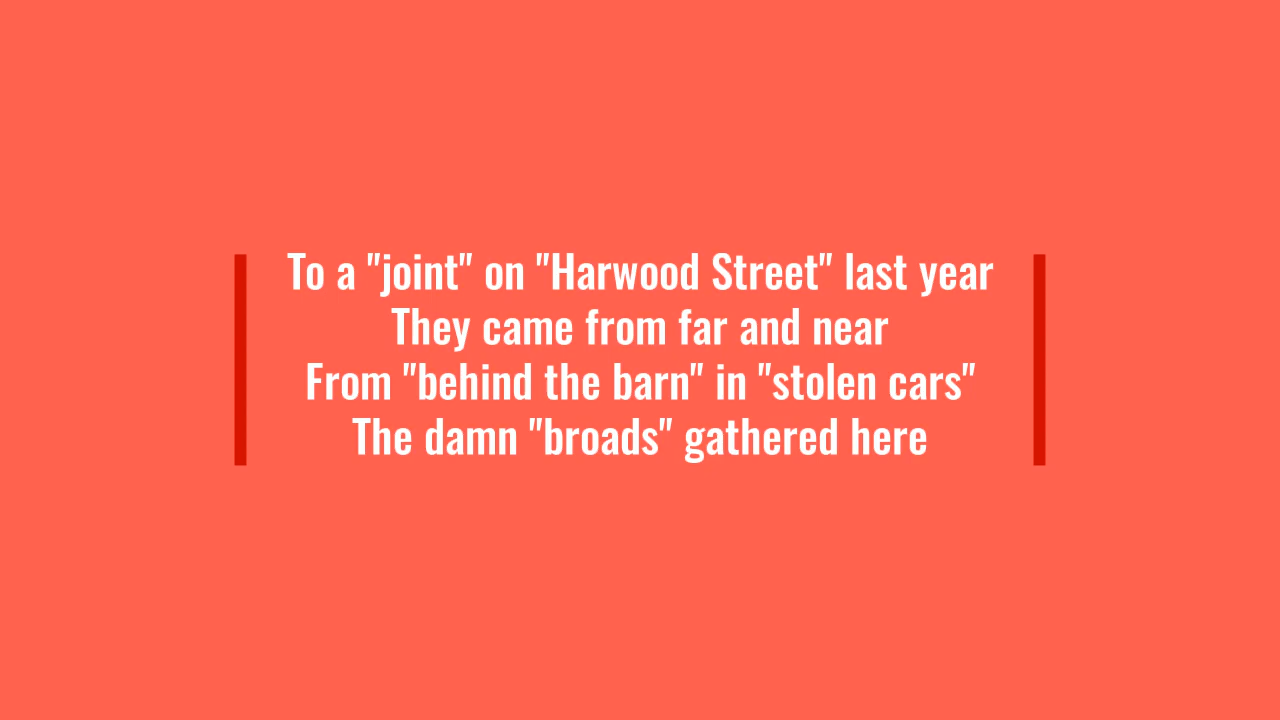 To a "joint" on "Harwood Street" last year
They came from far and near
From "behind the barn" in "stolen cars"
The damn "broads" gathered here